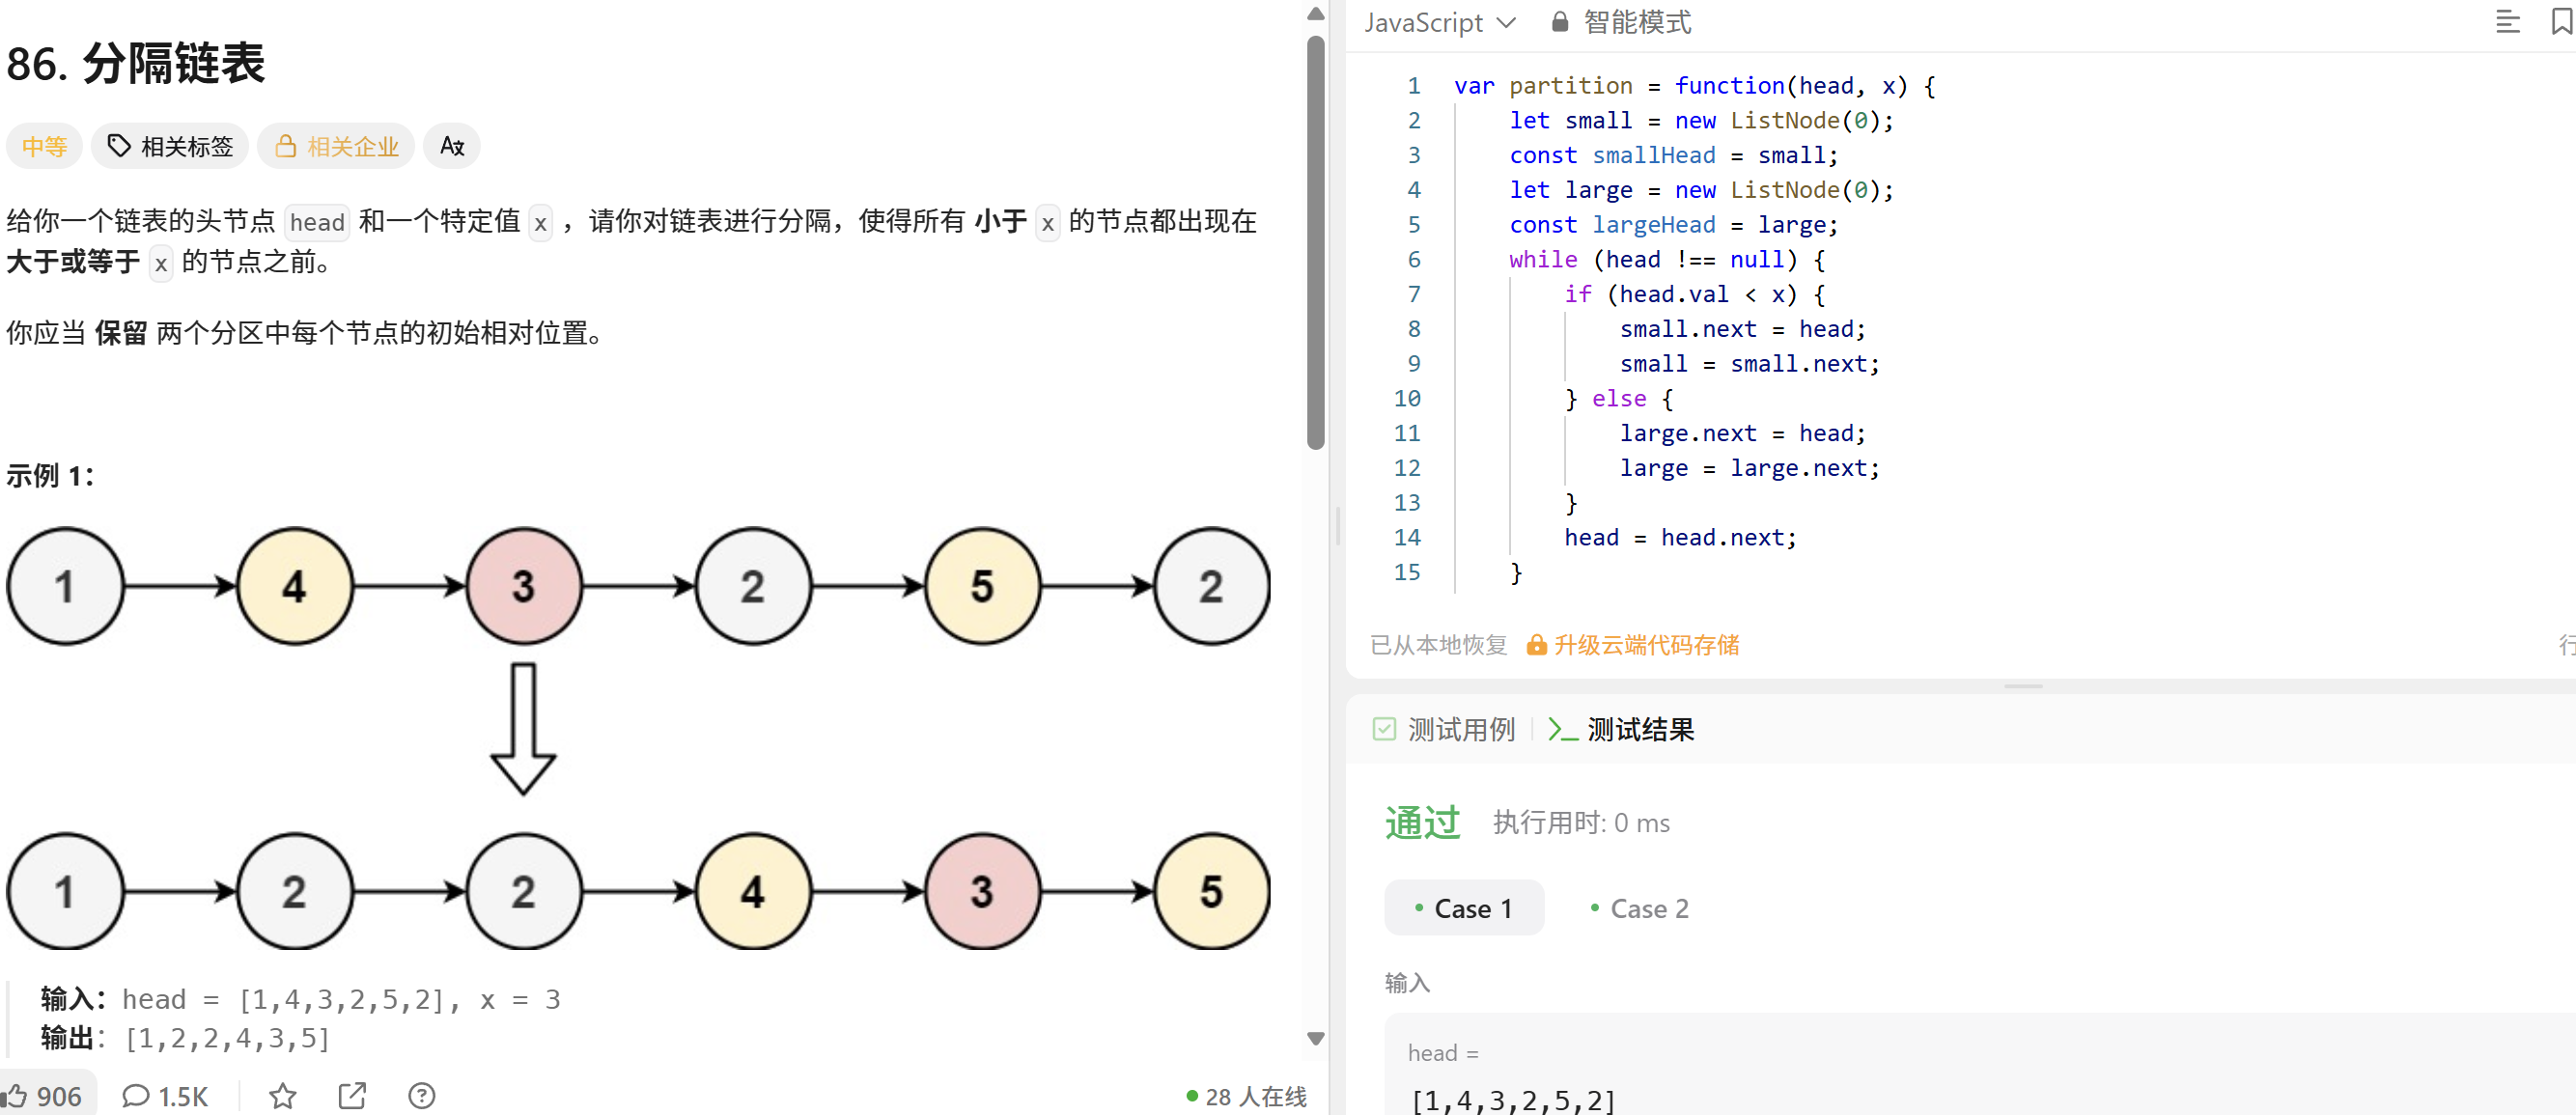 86. 分隔链表
中等 相关标签 相关企业
给你一个链表的头节点 head 和一个特定值 x ，请你对链表进行分隔，使得所有 小于 x 的节点都出现在
大于或等于 x 的节点之前。
你应当 保留 两个分区中每个节点的初始相对位置。
示例 1：
1 4 3 2 5 2
1 2 2 4 3 5
输入：head = [1,4,3,2,5,2], x = 3
输出：[1,2,2,4,3,5]
906 1.5K 28 人在线
JavaScript 智能模式
1 var partition = function(head, x) {
2     let small = new ListNode(0);
3     const smallHead = small;
4     let large = new ListNode(0);
5     const largeHead = large;
6     while (head !== null) {
7         if (head.val < x) {
8             small.next = head;
9             small = small.next;
10         } else {
11             large.next = head;
12             large = large.next;
13         }
14         head = head.next;
15     }
已从本地恢复 升级云端代码存储 行
测试用例 测试结果
通过 执行用时: 0 ms
Case 1 Case 2
输入
head =
[1,4,3,2,5,2]